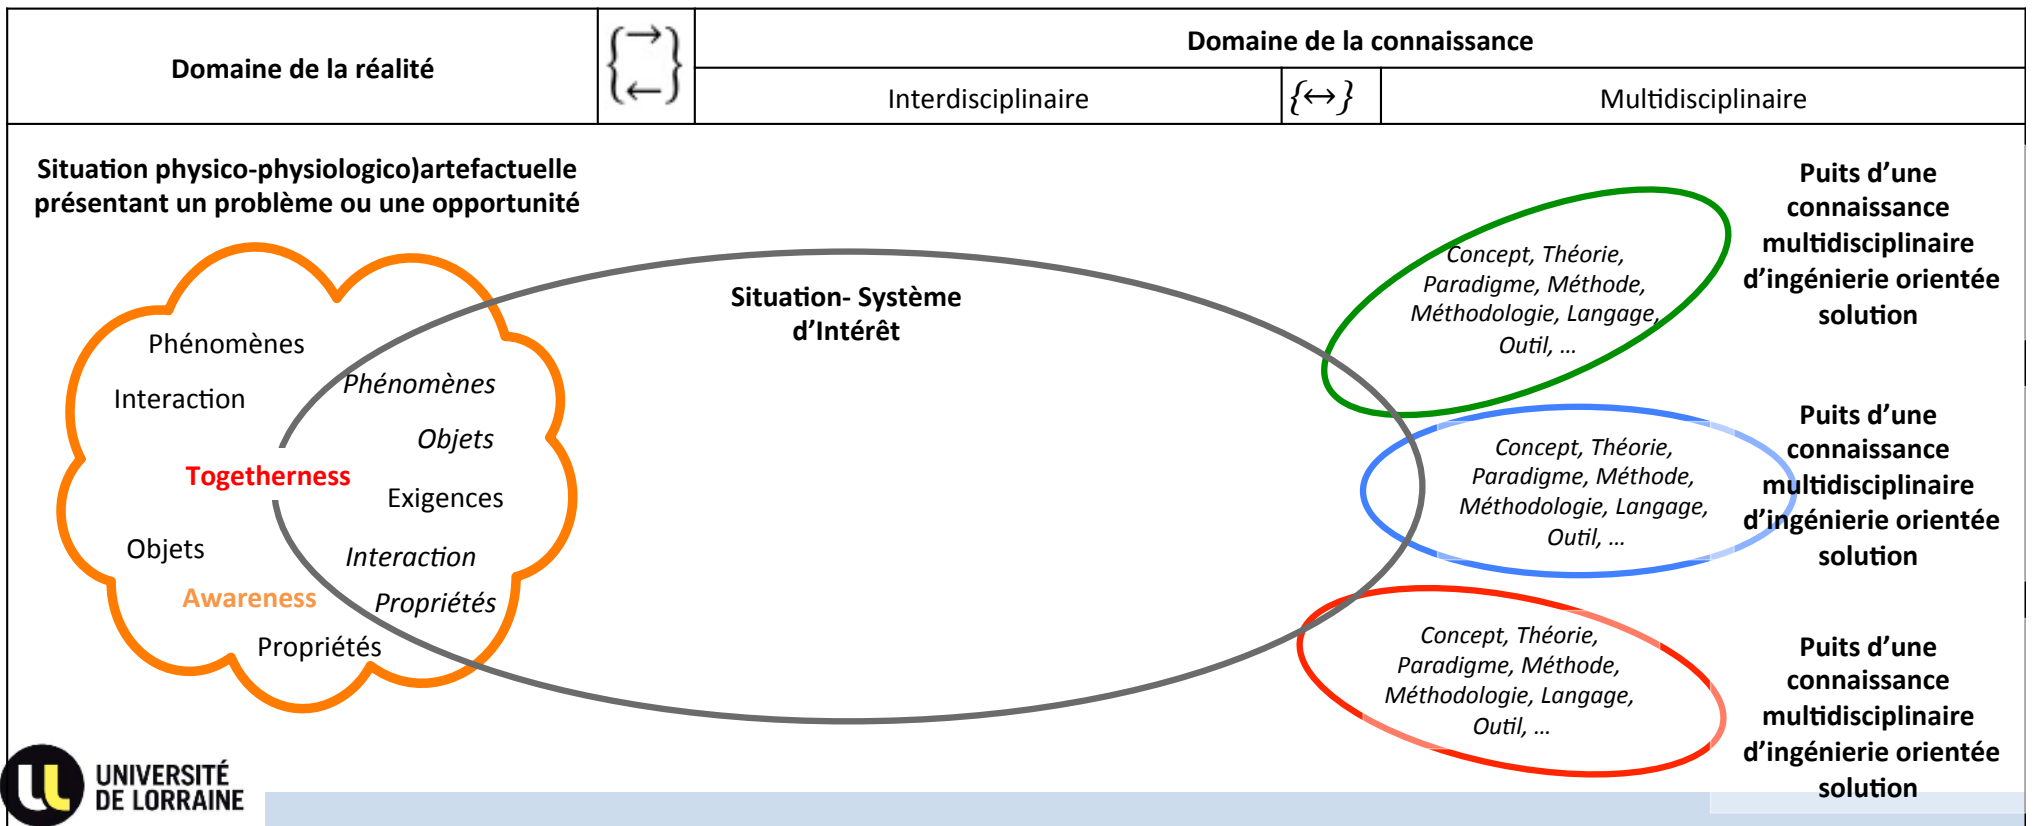 Domaine de la réalité
{→
←}
Domaine de la connaissance
Interdisciplinaire
{↔}
Multidisciplinaire
Situation physico-physiologico)artefactuelle
présentant un problème ou une opportunité
Phénomènes
Interaction
Togetherness
Objets
Awareness
Propriétés
Phénomènes
Objets
Exigences
Interaction
Propriétés
Situation- Système
d’Intérêt
Concept, Théorie,
Paradigme, Méthode,
Méthodologie, Langage,
Outil, ...
Puits d’une
connaissance
multidisciplinaire
d’ingénierie orientée
solution
Concept, Théorie,
Paradigme, Méthode,
Méthodologie, Langage,
Outil, ...
Puits d’une
connaissance
multidisciplinaire
d’ingénierie orientée
solution
Concept, Théorie,
Paradigme, Méthode,
Méthodologie, Langage,
Outil, ...
Puits d’une
connaissance
multidisciplinaire
d’ingénierie orientée
solution
UNIVERSITÉ
DE LORRAINE